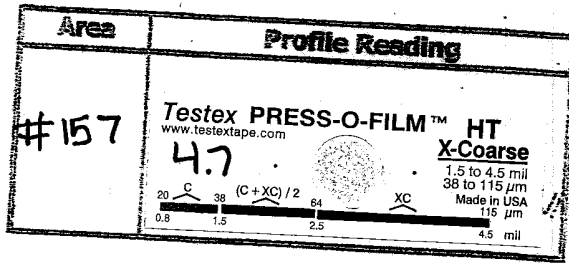 Area Profile Reading
#157
Testex PRESS-O-FILM™ HT
www.testextape.com
X-Coarse
4.7
1.5 to 4.5 mil
38 to 115 µm
Made in USA
20 C 38 (C + XC) / 2 64 XC 115 µm
0.8 1.5 2.5 4.5 mil